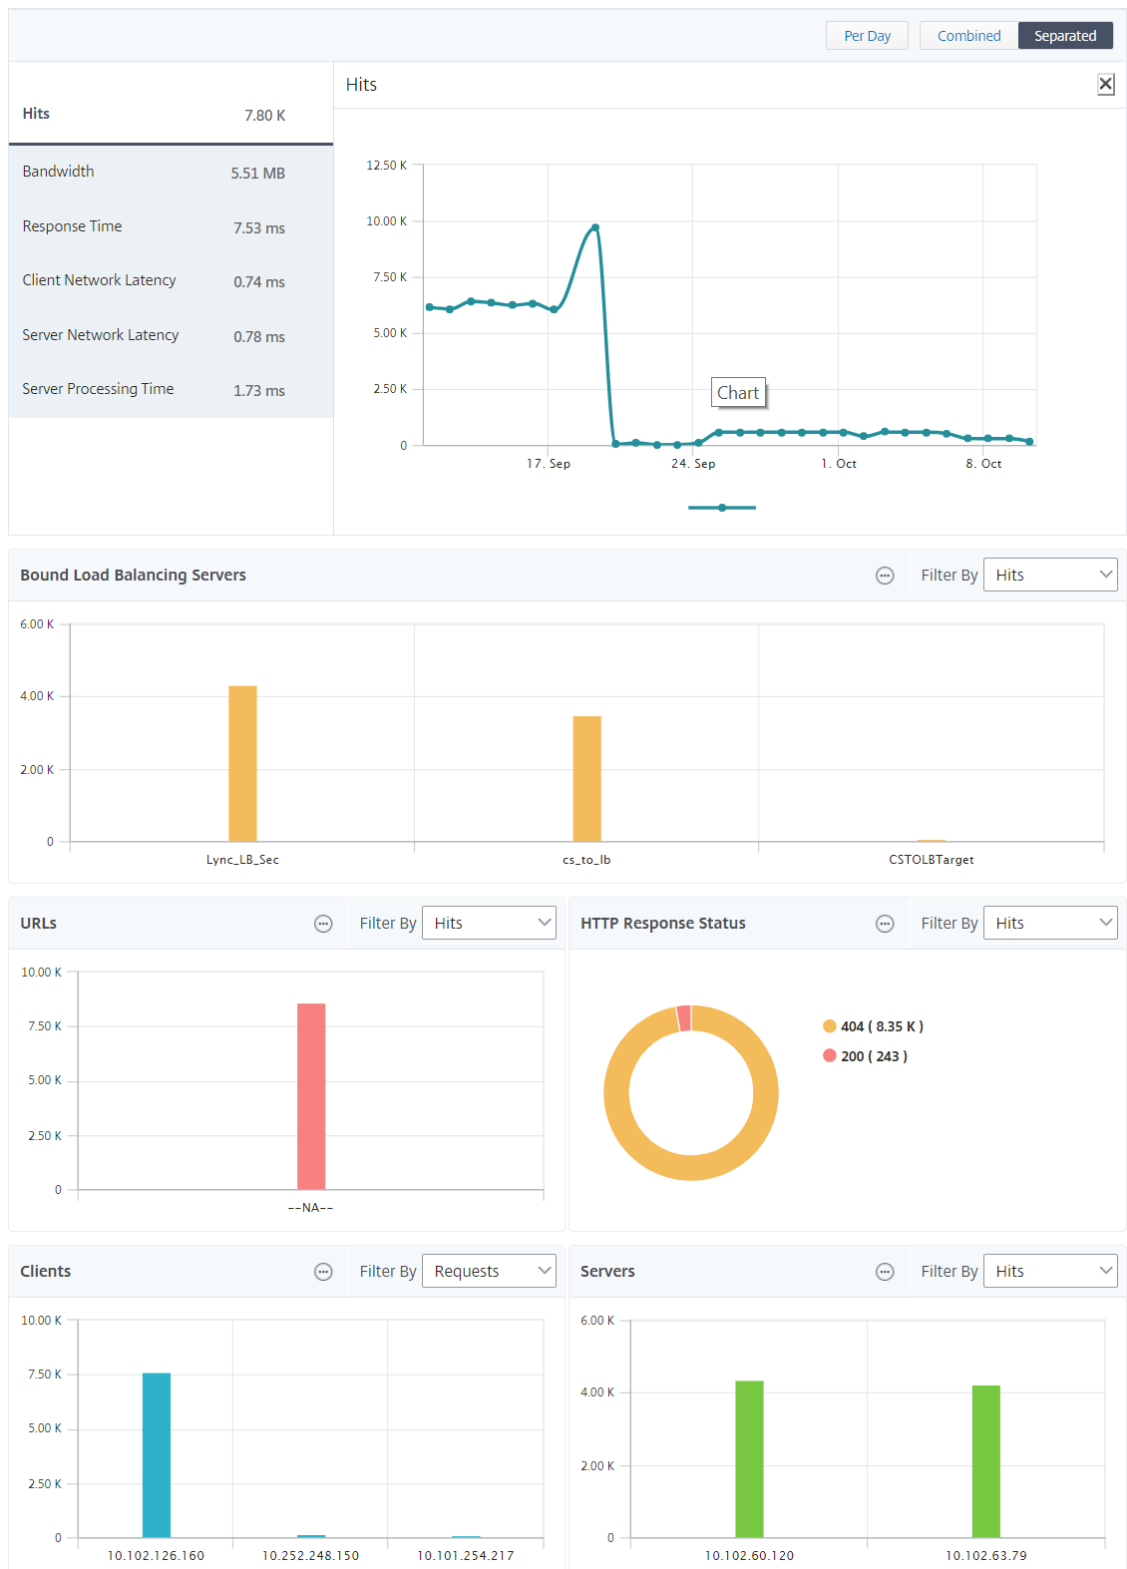 Per Day Combined Separated
Hits 7.80 K
Bandwidth 5.51 MB
Response Time 7.53 ms
Client Network Latency 0.74 ms
Server Network Latency 0.78 ms
Server Processing Time 1.73 ms
Hits
12.50 K
10.00 K
7.50 K
5.00 K
2.50 K
0
Chart
17. Sep 24. Sep 1. Oct 8. Oct
Bound Load Balancing Servers Filter By Hits
6.00 K
4.00 K
2.00 K
0
Lync_LB_Sec cs_to_lb CSTOLBTarget
URLs Filter By Hits
10.00 K
7.50 K
5.00 K
2.50 K
0
--NA--
HTTP Response Status Filter By Hits
404 ( 8.35 K )
200 ( 243 )
Clients Filter By Requests
10.00 K
7.50 K
5.00 K
2.50 K
0
10.102.126.160 10.252.248.150 10.101.254.217
Servers Filter By Hits
6.00 K
4.00 K
2.00 K
0
10.102.60.120 10.102.63.79